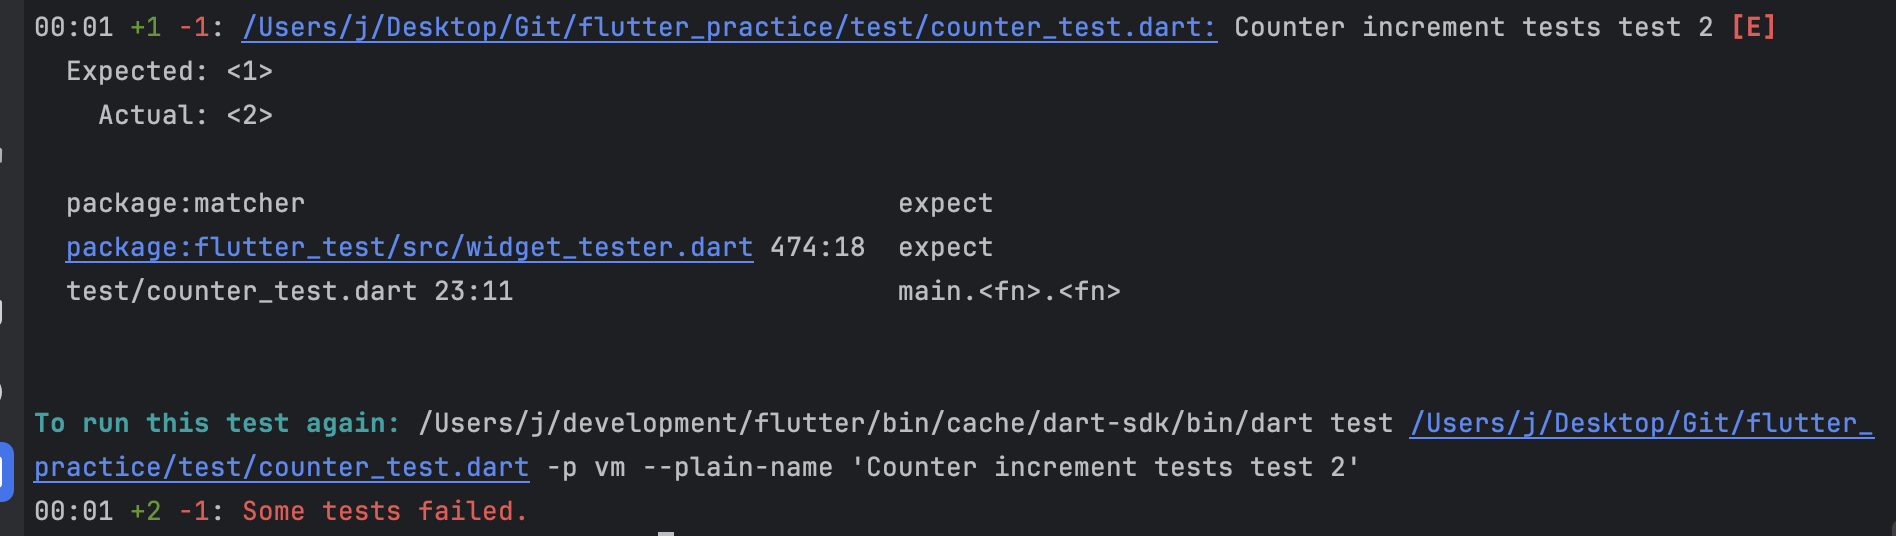 00:01 +1 -1: /Users/j/Desktop/Git/flutter_practice/test/counter_test.dart: Counter increment tests test 2 [E]
Expected: <1>
Actual: <2>
package:matcher expect
package:flutter_test/src/widget_tester.dart 474:18 expect
test/counter_test.dart 23:11 main.<fn>.<fn>
To run this test again: /Users/j/development/flutter/bin/cache/dart-sdk/bin/dart test /Users/j/Desktop/Git/flutter_
practice/test/counter_test.dart -p vm --plain-name 'Counter increment tests test 2'
00:01 +2 -1: Some tests failed.